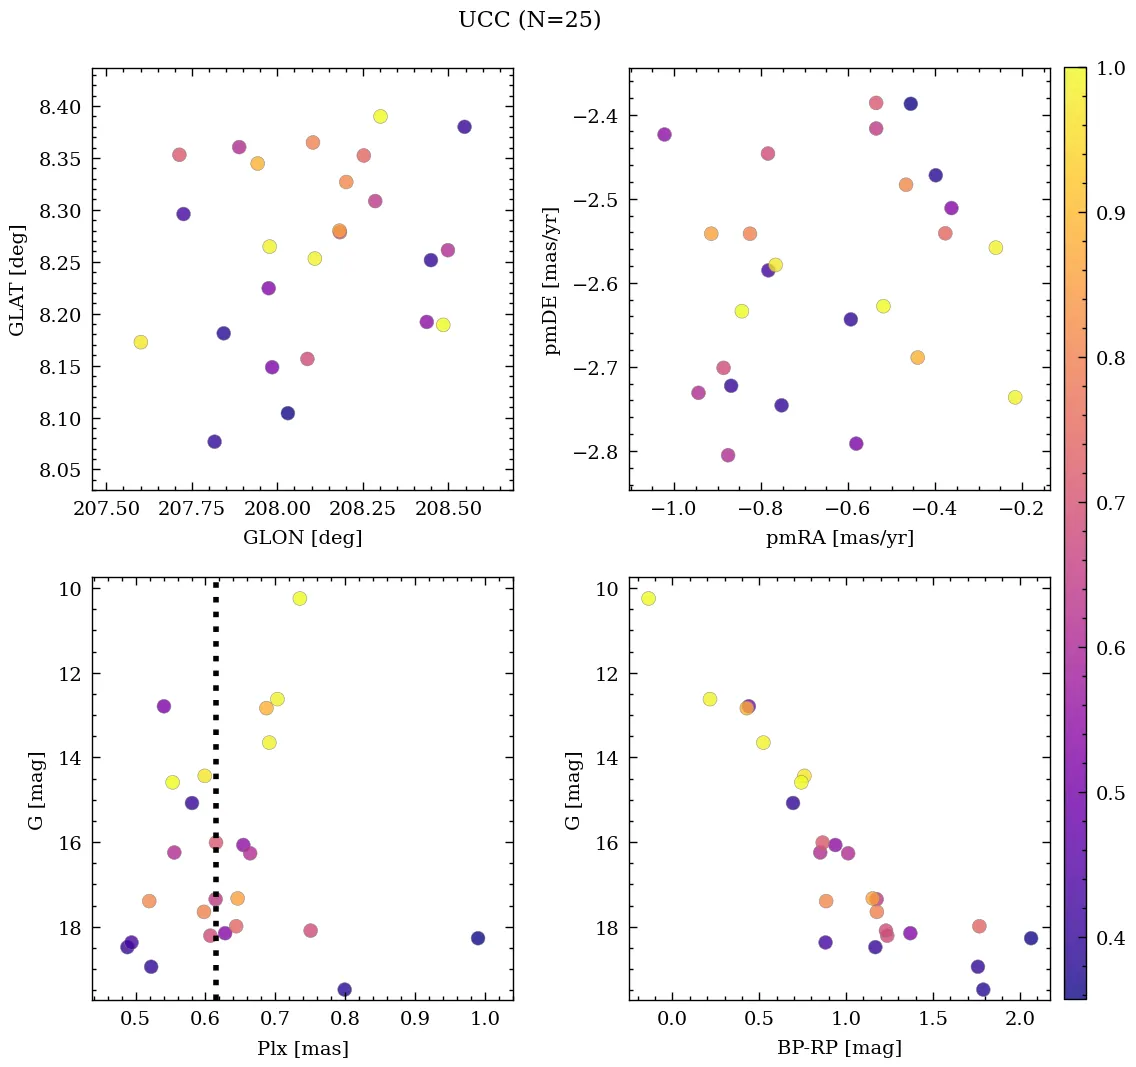 UCC (N=25)
8.40
8.35
8.30
8.25
8.20
8.15
8.10
8.05
GLAT [deg]
207.50 207.75 208.00 208.25 208.50
GLON [deg]
−2.4
−2.5
−2.6
−2.7
−2.8
pmDE [mas/yr]
−1.0 −0.8 −0.6 −0.4 −0.2
pmRA [mas/yr]
10
12
14
16
18
G [mag]
0.5 0.6 0.7 0.8 0.9 1.0
Plx [mas]
10
12
14
16
18
G [mag]
0.0 0.5 1.0 1.5 2.0
BP-RP [mag]
1.0
0.9
0.8
0.7
0.6
0.5
0.4